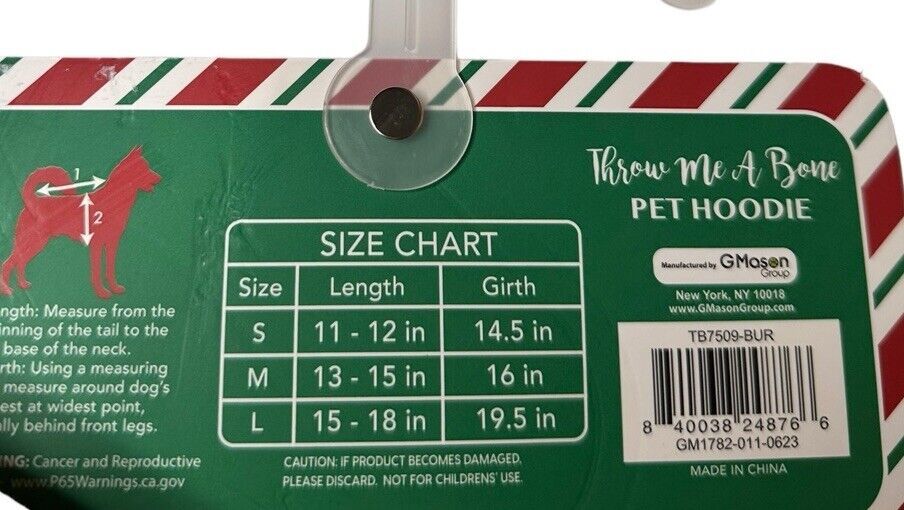 Throw Me A Bone
PET HOODIE
Manufactured by GMason
Group
New York, NY 10018
www.GMasonGroup.com
TB7509-BUR
8 40038 24876 6
GM1782-011-0623
MADE IN CHINA
SIZE CHART
Size Length Girth
S 11 - 12 in 14.5 in
M 13 - 15 in 16 in
L 15 - 18 in 19.5 in
CAUTION: IF PRODUCT BECOMES DAMAGED.
PLEASE DISCARD. NOT FOR CHILDRENS' USE.
1
2
ngth: Measure from the
inning of the tail to the
base of the neck.
rth: Using a measuring
measure around dog's
est at widest point,
ally behind front legs.
NG: Cancer and Reproductive
www.P65Warnings.ca.gov